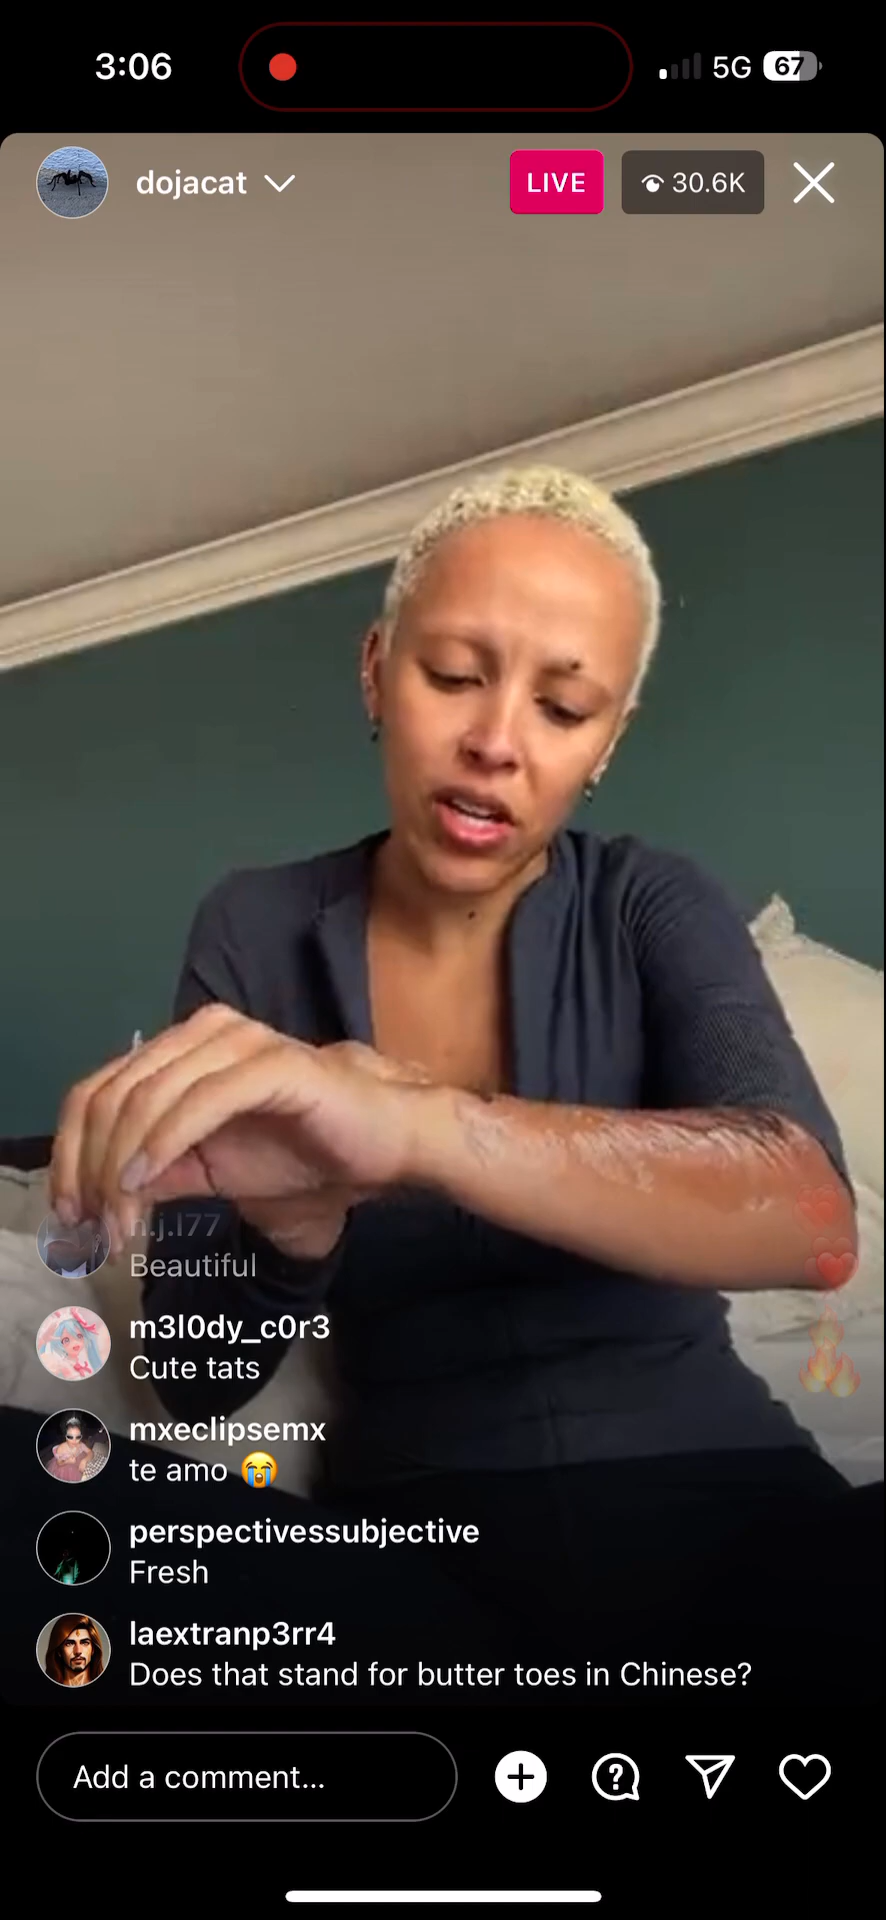 3:06
5G
67
dojacat
LIVE
30.6K
n.j.l77
Beautiful
m3l0dy_c0r3
Cute tats
mxeclipsemx
te amo 😭
perspectivessubjective
Fresh
laextranp3rr4
Does that stand for butter toes in Chinese?
Add a comment...